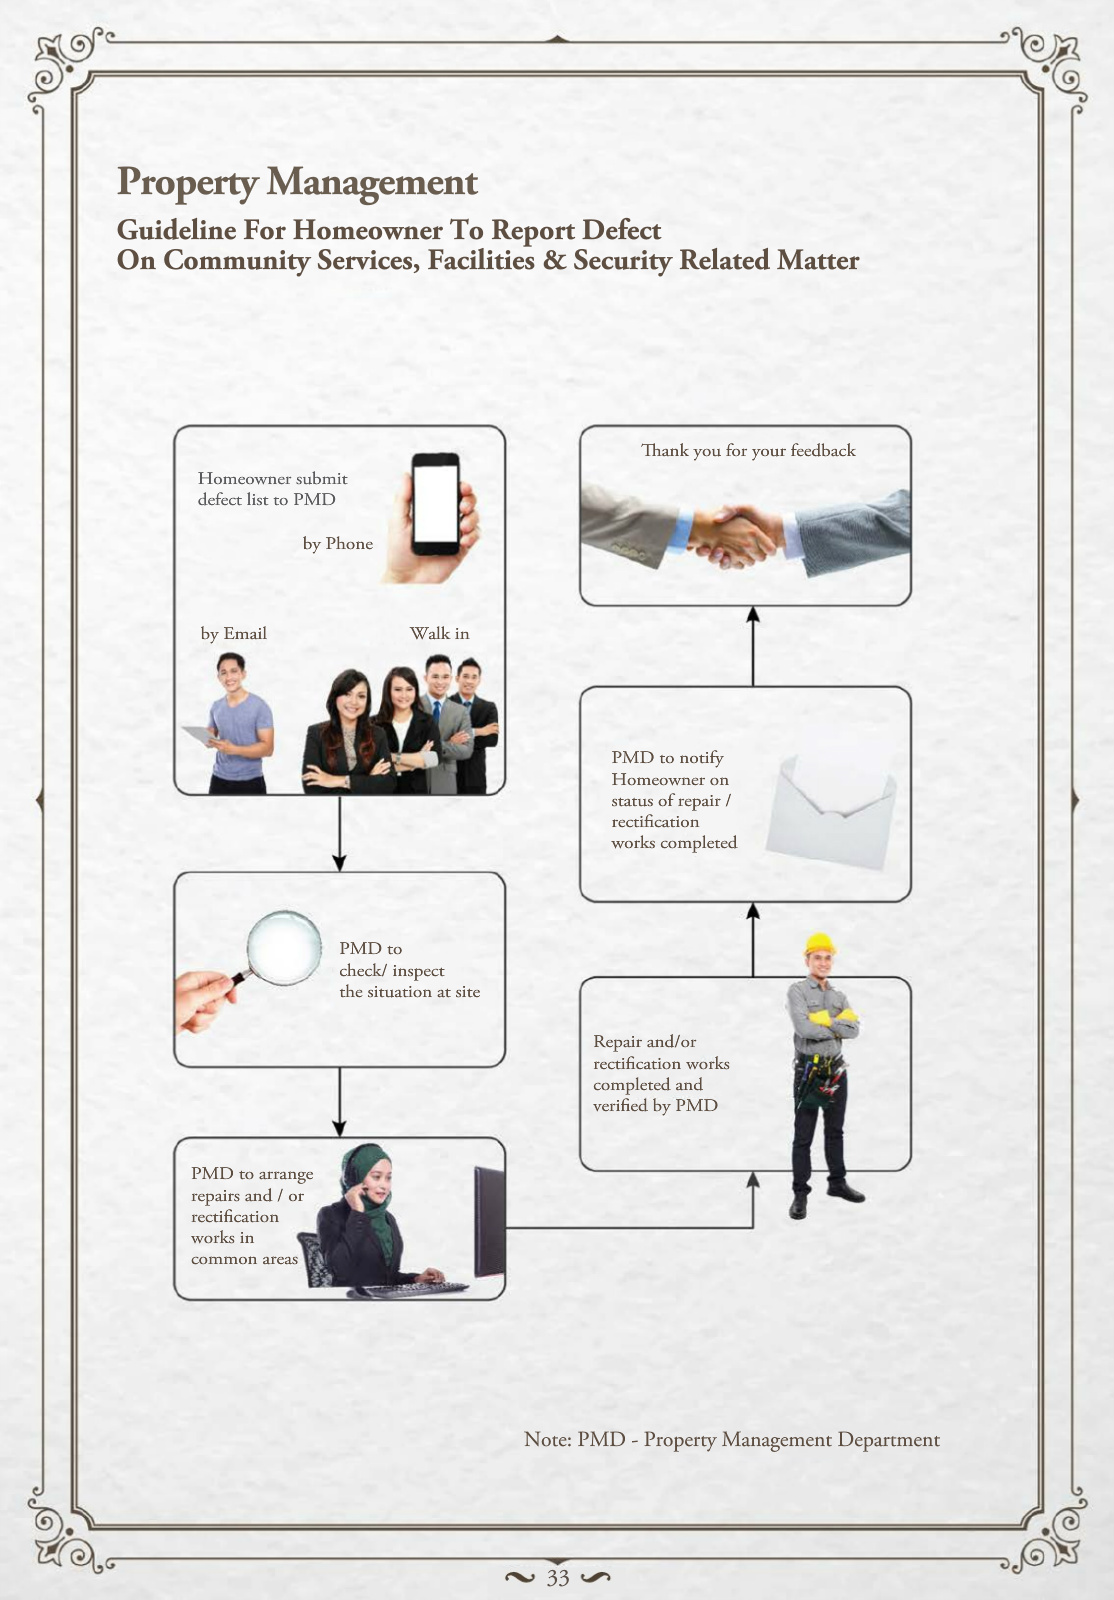 Property Management
Guideline For Homeowner To Report Defect
On Community Services, Facilities & Security Related Matter
Homeowner submit
defect list to PMD
by Phone
by Email
Walk in
PMD to
check/ inspect
the situation at site
PMD to arrange
repairs and / or
rectification
works in
common areas
Repair and/or
rectification works
completed and
verified by PMD
PMD to notify
Homeowner on
status of repair /
rectification
works completed
Thank you for your feedback
Note: PMD - Property Management Department
33